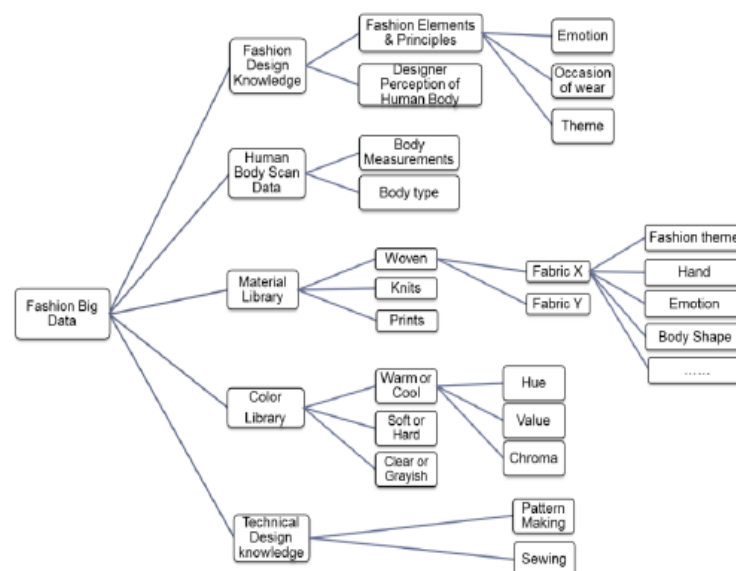 Fashion
Design
Knowledge
Fashion Elements
& Principles
Emotion
Occasion
of wear
Theme
Designer
Perception of
Human Body
Human
Body Scan
Data
Body
Measurements
Body type
Fashion Big
Data
Material
Library
Woven
Knits
Prints
Fabric X
Fabric Y
Fashion theme
Hand
Emotion
Body Shape
......
Color
Library
Warm or
Cool
Soft or
Hard
Clear or
Grayish
Hue
Value
Chroma
Technical
Design
knowledge
Pattern
Making
Sewing